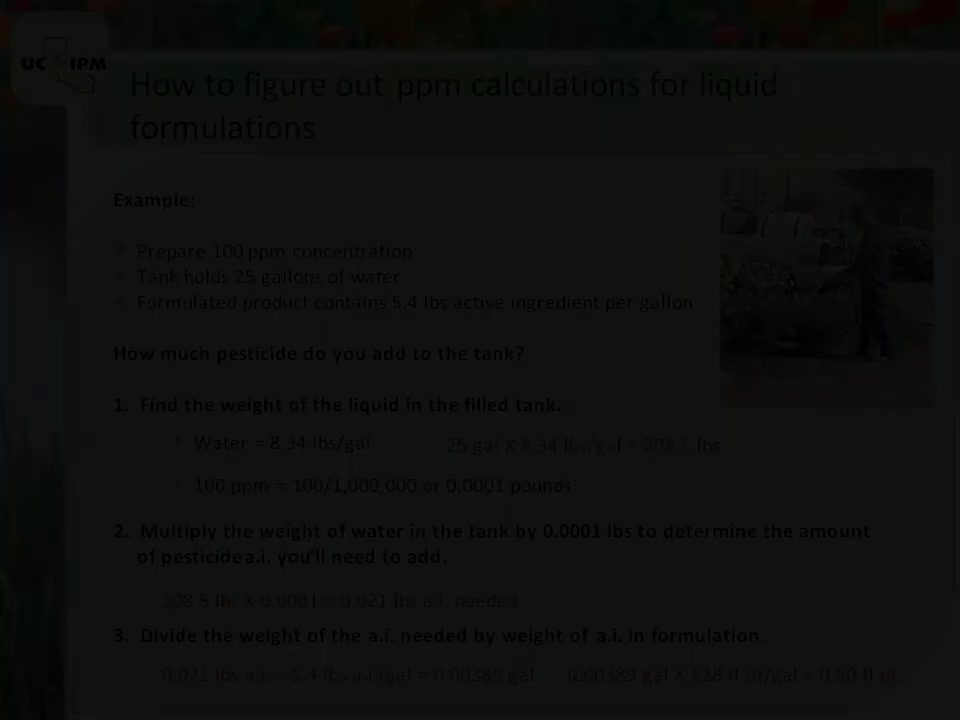 UC IPM
How to figure out ppm calculations for liquid
formulations
Example:
Prepare 100 ppm concentration
Tank holds 25 gallons of water
Formulated product contains 5.4 lbs active ingredient per gallon
How much pesticide do you add to the tank?
1. Find the weight of the liquid in the filled tank.
Water = 8.34 lbs/gal 25 gal X 8.34 lbs/gal = 208.5 lbs
100 ppm = 100/1,000,000 or 0.0001 pounds
2. Multiply the weight of water in the tank by 0.0001 lbs to determine the amount
of pesticide a.i. you'll need to add.
208.5 lbs X 0.0001 = 0.021 lbs a.i. needed.
3. Divide the weight of the a.i. needed by weight of a.i. in formulation.
0.021 lbs a.i. ÷ 5.4 lbs a.i./gal = 0.00389 gal 0.00389 gal X 128 fl oz/gal = 0.50 fl oz.